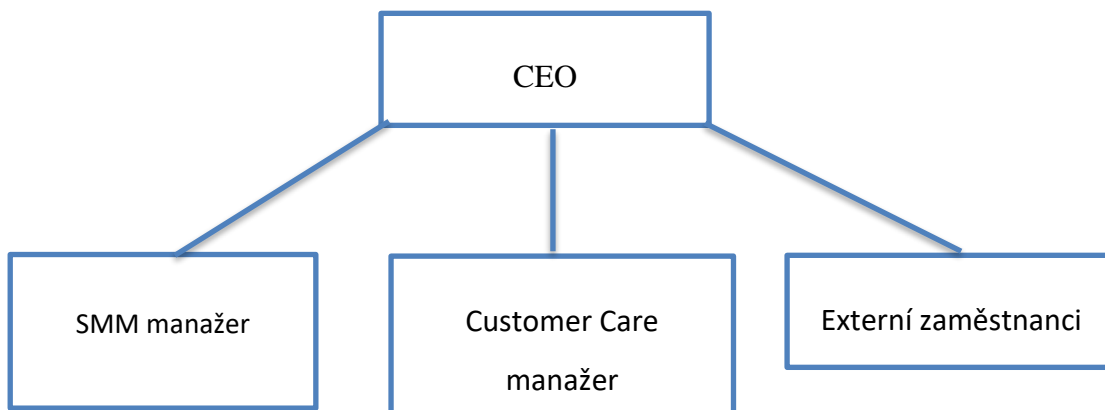 CEO
SMM manažer
Customer Care
manažer
Externí zaměstnanci